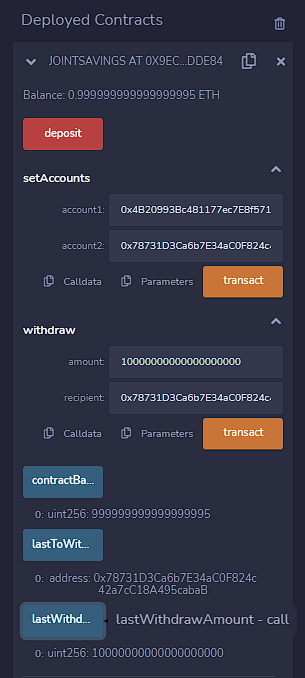 Deployed Contracts
JOINTSAVINGS AT 0X9EC...DDE84
Balance: 0.999999999999999995 ETH
deposit
setAccounts
account1: 0x4B20993Bc481177ec7E8f571
account2: 0x78731D3Ca6b7E34aC0F824c
Calldata Parameters transact
withdraw
amount: 10000000000000000000
recipient: 0x78731D3Ca6b7E34aC0F824c
Calldata Parameters transact
contractBa...
0: uint256: 999999999999999995
lastToWit...
0: address: 0x78731D3Ca6b7E34aC0F824c
42a7cC18A495cabaB
lastWithd... lastWithdrawAmount - call
0: uint256: 10000000000000000000